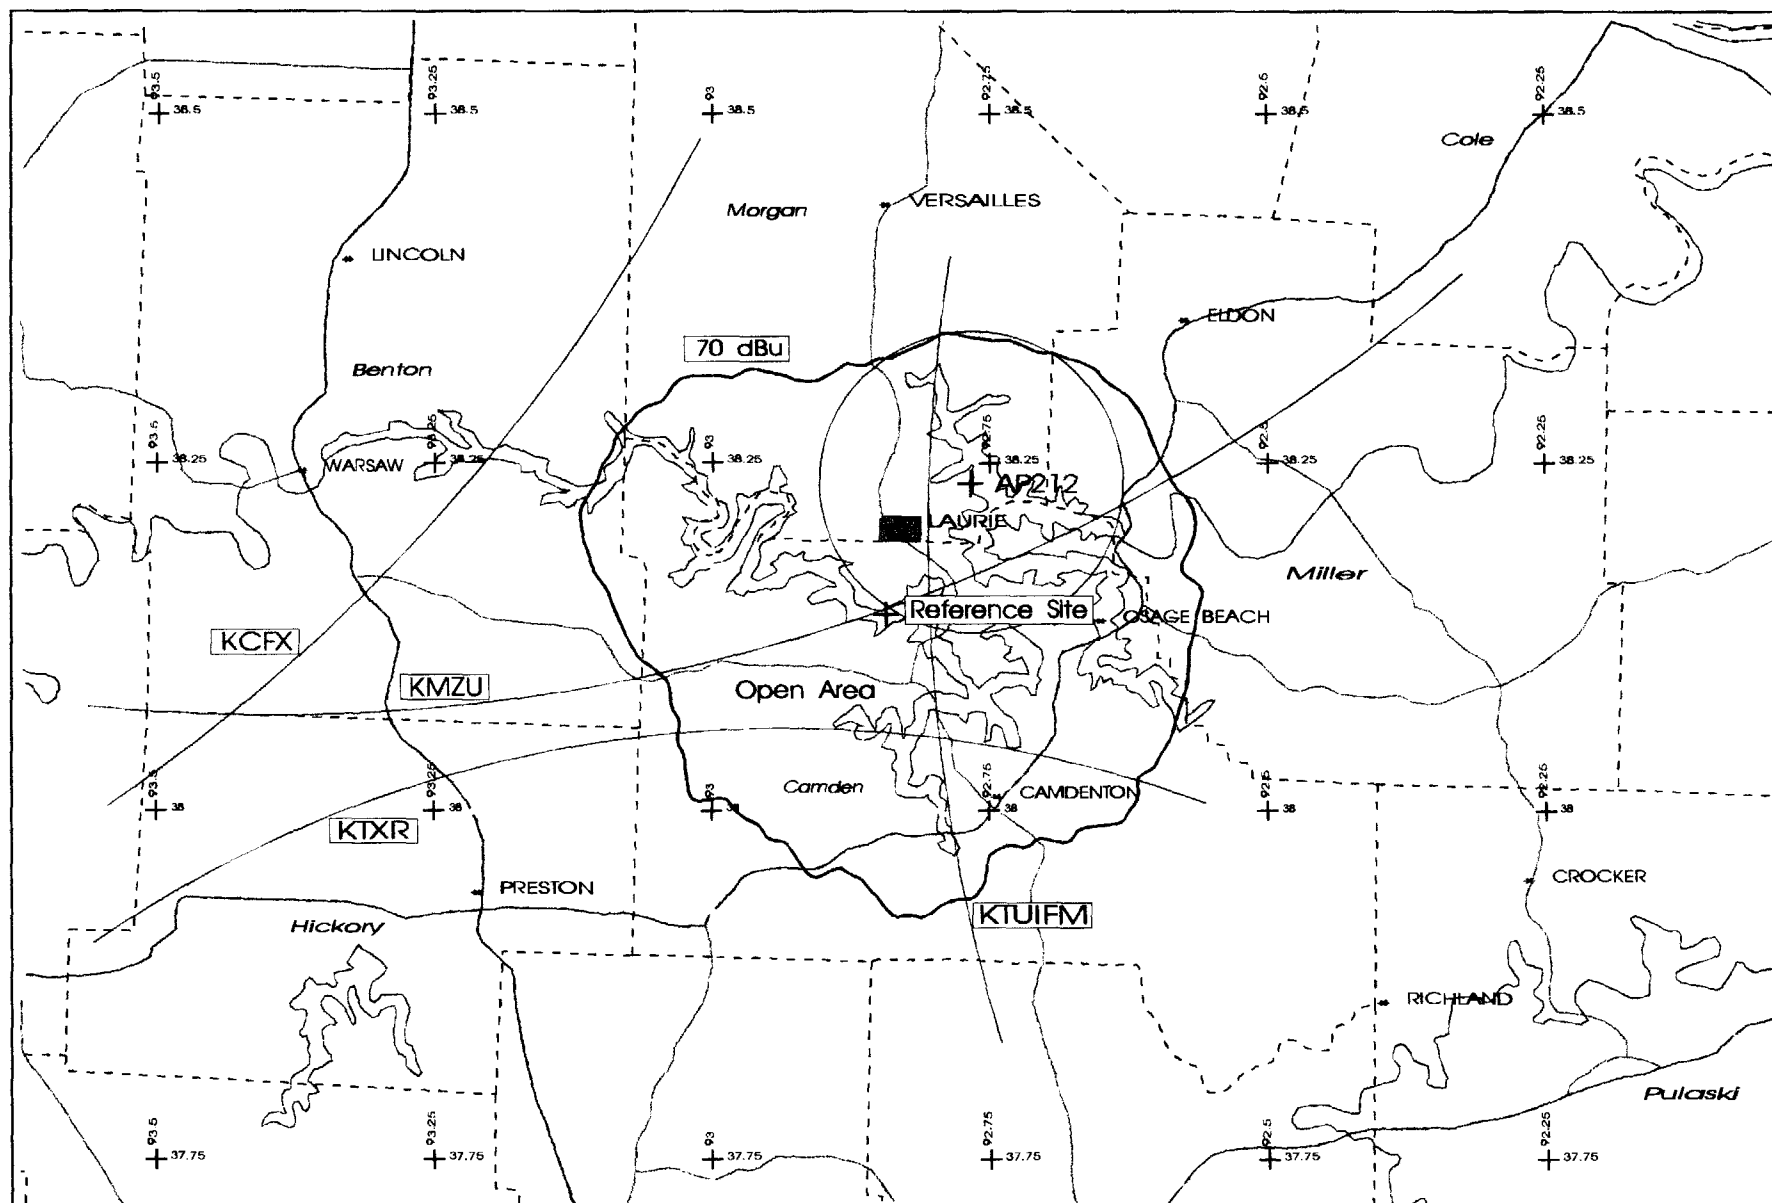 93.5
38.5
93.25
38.5
93
38.5
92.75
38.5
92.5
38.5
92.25
38.5
Cole
Morgan
VERSAILLES
LINCOLN
ELDON
70 dBu
Benton
93.5
38.25
WARSAW
93.25
38.25
93
38.25
92.75
38.25
92.5
38.25
92.25
38.25
AP212
LAURIE
Miller
Reference Site
OSAGE BEACH
KCFX
KMZU
Open Area
Camden
93.5
38
93.25
38
93
38
92.75
38
CAMDENTON
92.5
38
92.25
38
KTXR
PRESTON
CROCKER
KTUIFM
Hickory
RICHLAND
Pulaski
93.5
37.75
93.25
37.75
93
37.75
92.75
37.75
92.5
37.75
92.25
37.75